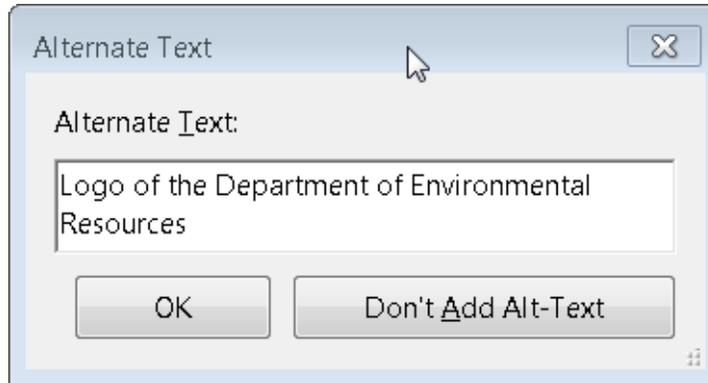 Alternate Text
Alternate Text:
Logo of the Department of Environmental
Resources
OK
Don't Add Alt-Text